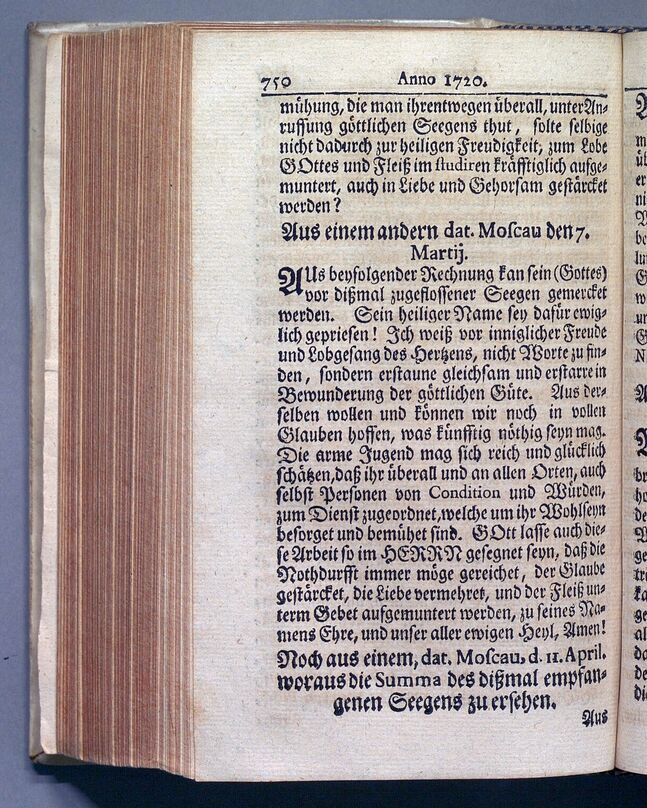 750 Anno 1720.
mühung, die man ihrentwegen überall, unter An⸗
ruffung göttlichen Seegens thut, solte selbige
nicht dadurch zur heiligen Freudigkeit, zum Lobe
GOttes und Fleiß im studiren kräfftiglich aufge⸗
muntert, auch in Liebe und Gehorsam gestärcket
werden?
Aus einem andern dat. Moscau den 7.
Martij.
AUs beyfolgender Rechnung kan sein (Gottes)
vor dißmal zugeflossener Seegen gemercket
werden. Sein heiliger Name sey dafür ewig⸗
lich gepriesen! Ich weiß vor inniglicher Freude
und Lobgesang des Hertzens, nicht Worte zu fin⸗
den, sondern erstaune gleichsam und erstarre in
Bewunderung der göttlichen Güte. Aus der⸗
selben wollen und können wir noch in vollen
Glauben hoffen, was künfftig nöthig seyn mag.
Die arme Jugend mag sich reich und glücklich
schätzen, daß ihr überall und an allen Orten, auch
selbst Personen von Condition und Würden,
zum Dienst zugeordnet, welche um ihr Wohlseyn
besorget und bemühet sind. GOtt lasse auch die⸗
se Arbeit so im HERRN gesegnet seyn, daß die
Nothdurfft immer möge gereichet, der Glaube
gestärcket, die Liebe vermehret, und der Fleiß un⸗
term Gebet aufgemuntert werden, zu seines Na⸗
mens Ehre, und unser aller ewigen Heyl, Amen!
Noch aus einem, dat. Moscau. d. 11. April.
woraus die Summa des dißmal empfan⸗
genen Seegens zu ersehen.
Aus